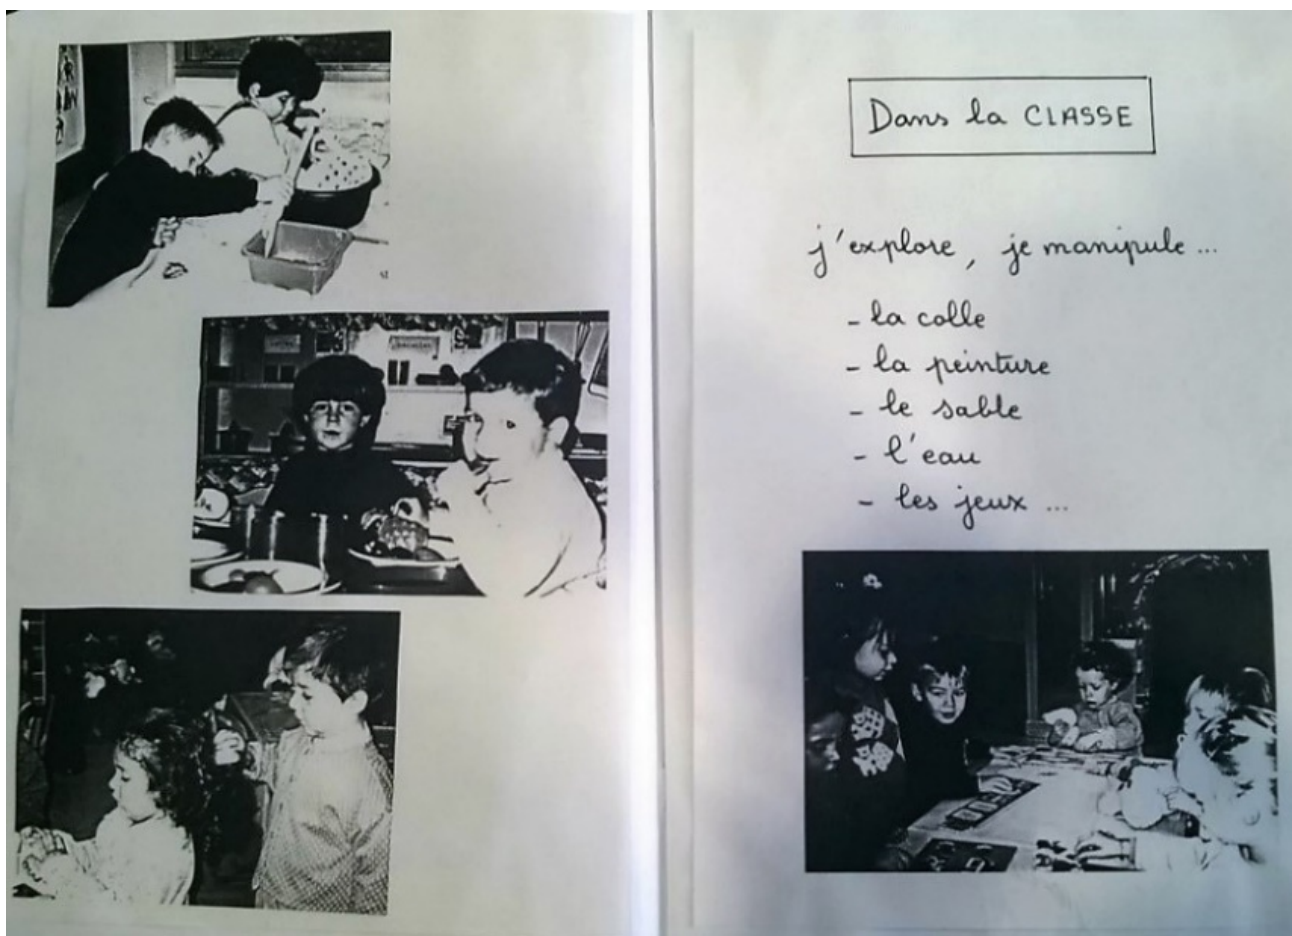 Dans la CLASSE
j'explore, je manipule ...
- la colle
- la peinture
- le sable
- l'eau
- les jeux ...